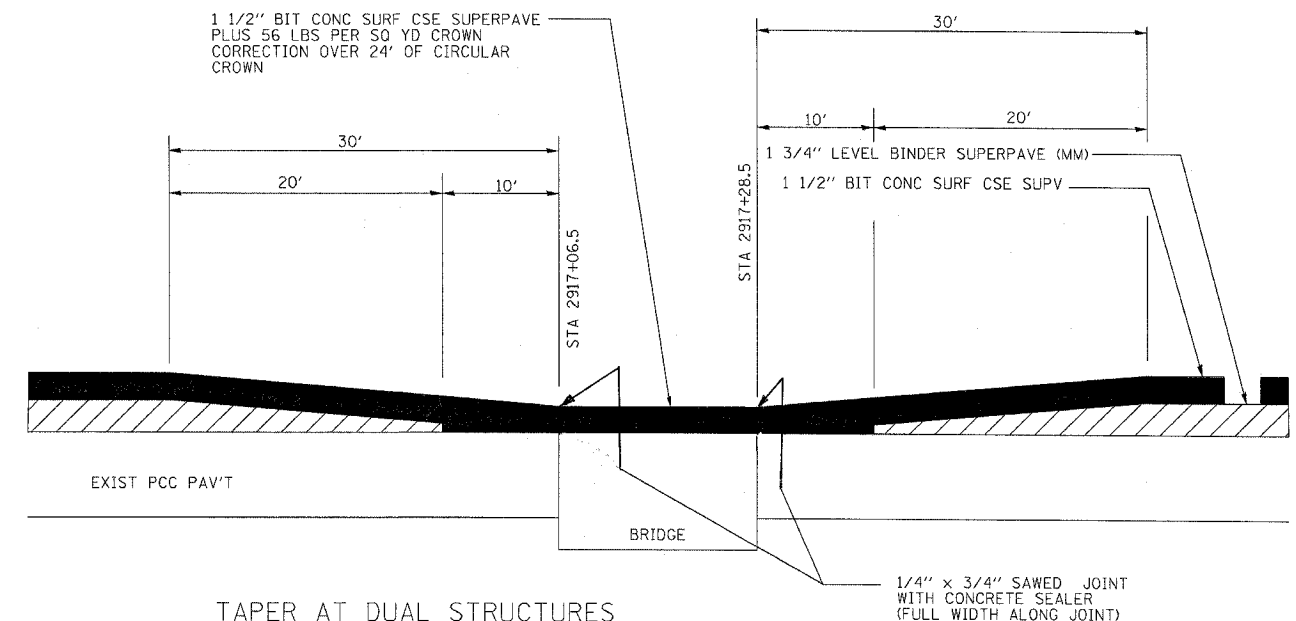 1 1/2" BIT CONC SURF CSE SUPERPAVE
PLUS 56 LBS PER SQ YD CROWN
CORRECTION OVER 24' OF CIRCULAR
CROWN
30'
10'
20'
30'
20'
10'
1 3/4" LEVEL BINDER SUPERPAVE (MM)
1 1/2" BIT CONC SURF CSE SUPV
STA 2917+06.5
STA 2917+28.5
EXIST PCC PAV'T
BRIDGE
1/4" x 3/4" SAWED JOINT
WITH CONCRETE SEALER
(FULL WIDTH ALONG JOINT)
TAPER AT DUAL STRUCTURES